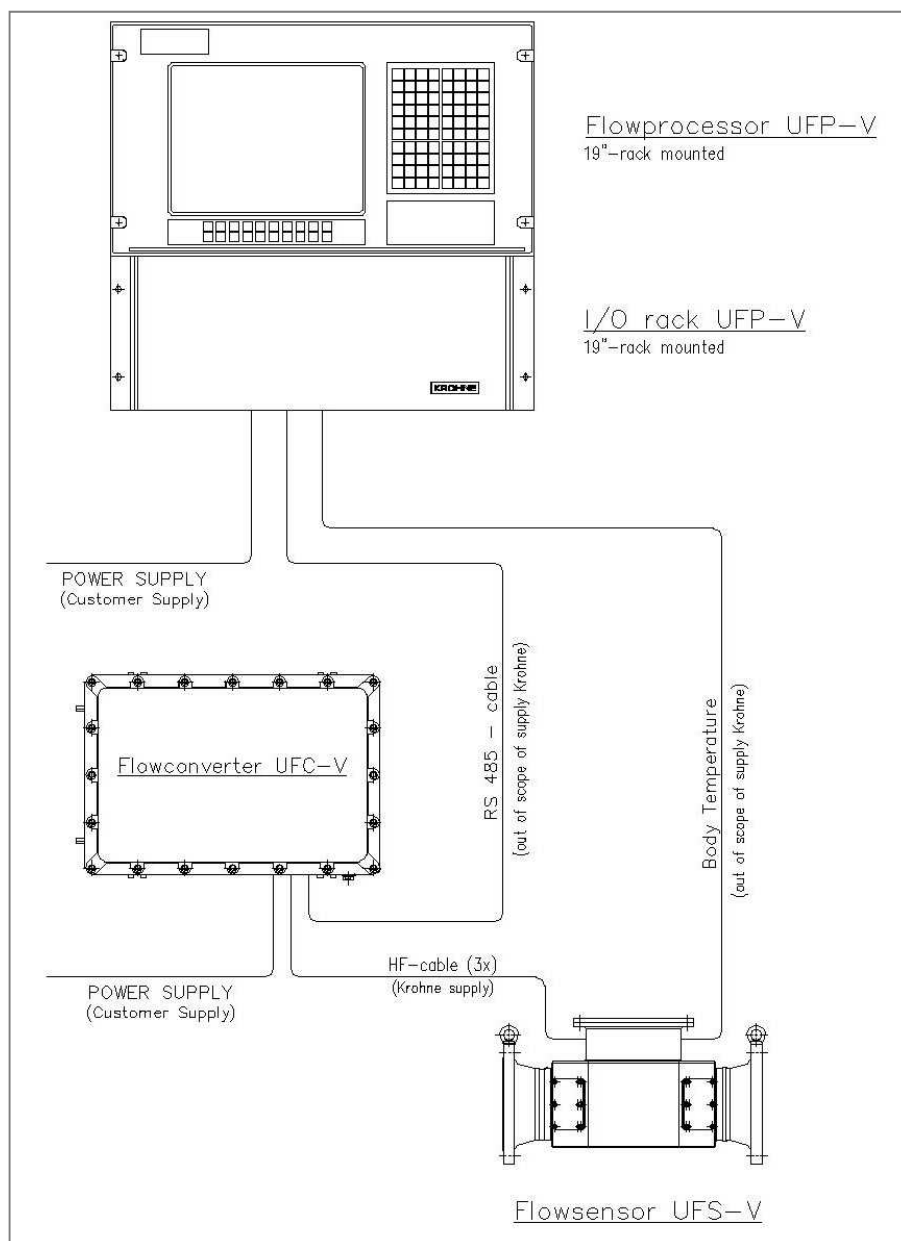 Flowprocessor UFP-V
19"-rack mounted
I/O rack UFP-V
19"-rack mounted
KROHNE
POWER SUPPLY
(Customer Supply)
Flowconverter UFC-V
RS 485 - cable
(out of scope of supply Krohne)
Body Temperature
(out of scope of supply Krohne)
HF-cable (3x)
(Krohne supply)
POWER SUPPLY
(Customer Supply)
Flowsensor UFS-V